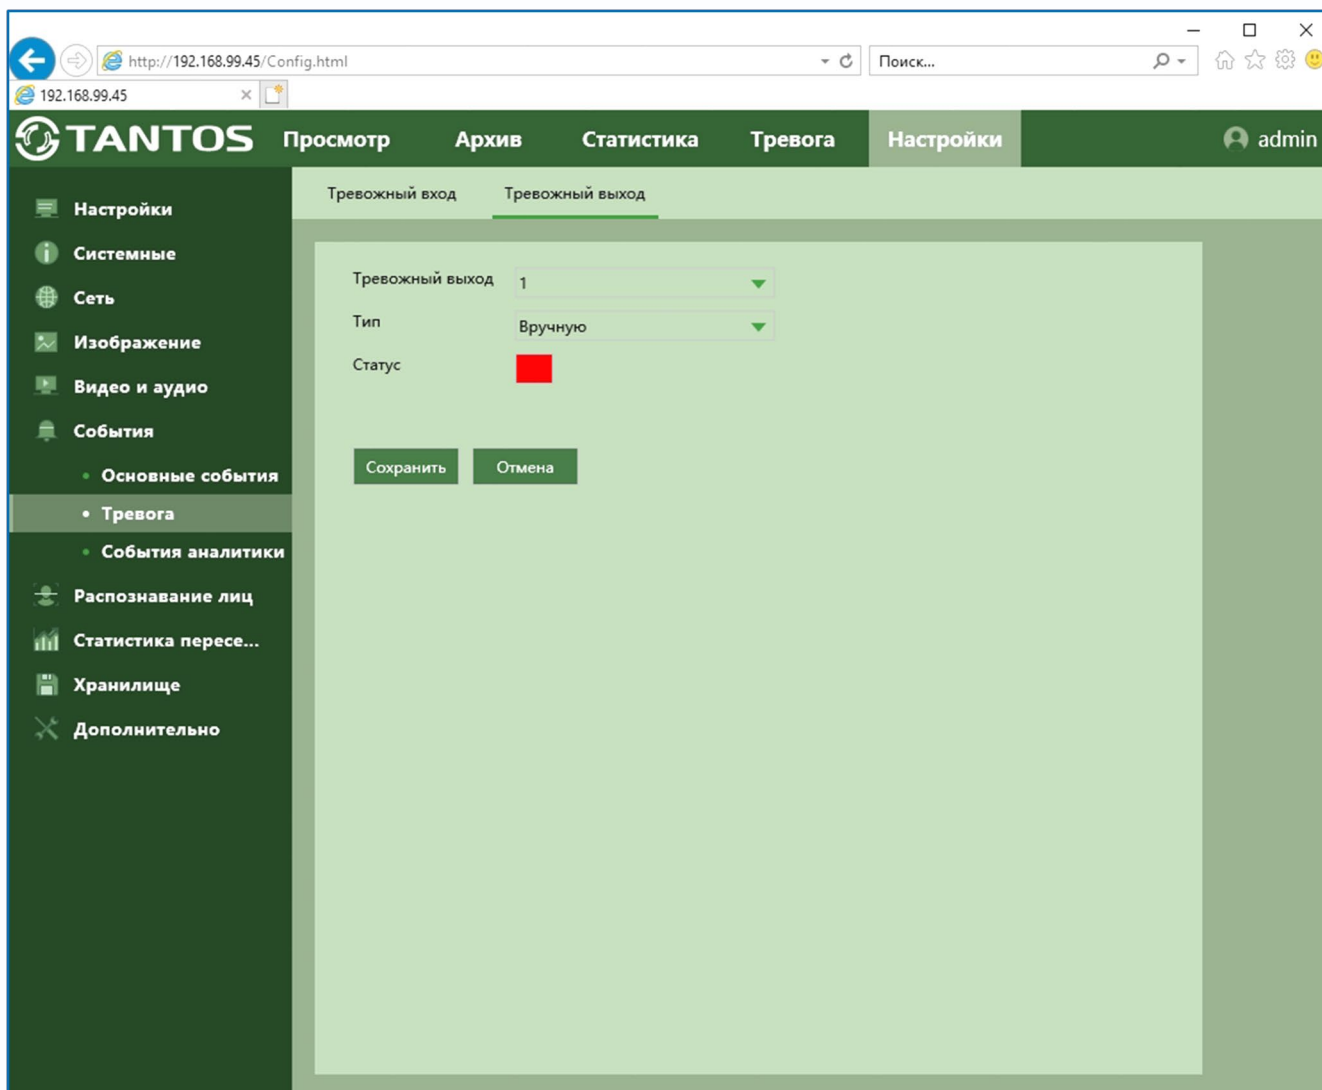 http://192.168.99.45/Config.html
Поиск...
192.168.99.45
TANTOS Просмотр Архив Статистика Тревога Настройки admin
Тревожный вход Тревожный выход
Настройки
Системные
Сеть
Изображение
Видео и аудио
События
Основные события
Тревога
События аналитики
Распознавание лиц
Статистика пересе...
Хранилище
Дополнительно
Тревожный выход 1
Тип Вручную
Статус
Сохранить Отмена